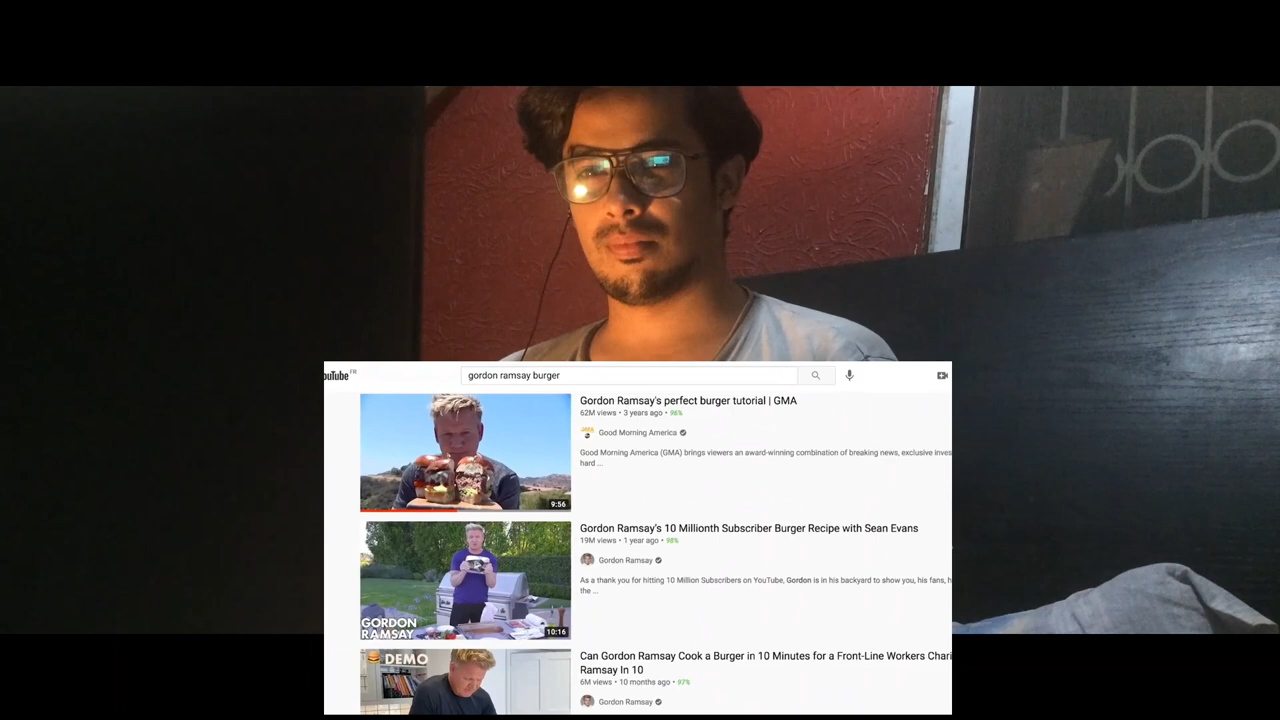 ouTube FR
gordon ramsay burger
Gordon Ramsay's perfect burger tutorial | GMA
62M views • 3 years ago • 96%
Good Morning America
Good Morning America (GMA) brings viewers an award-winning combination of breaking news, exclusive inves
hard ...
9:56
Gordon Ramsay's 10 Millionth Subscriber Burger Recipe with Sean Evans
19M views • 1 year ago • 98%
Gordon Ramsay
As a thank you for hitting 10 Million Subscribers on YouTube, Gordon is in his backyard to show you, his fans, h
the ...
GORDON
RAMSAY
10:16
DEMO
Can Gordon Ramsay Cook a Burger in 10 Minutes for a Front-Line Workers Chari
Ramsay In 10
6M views • 10 months ago • 97%
Gordon Ramsay